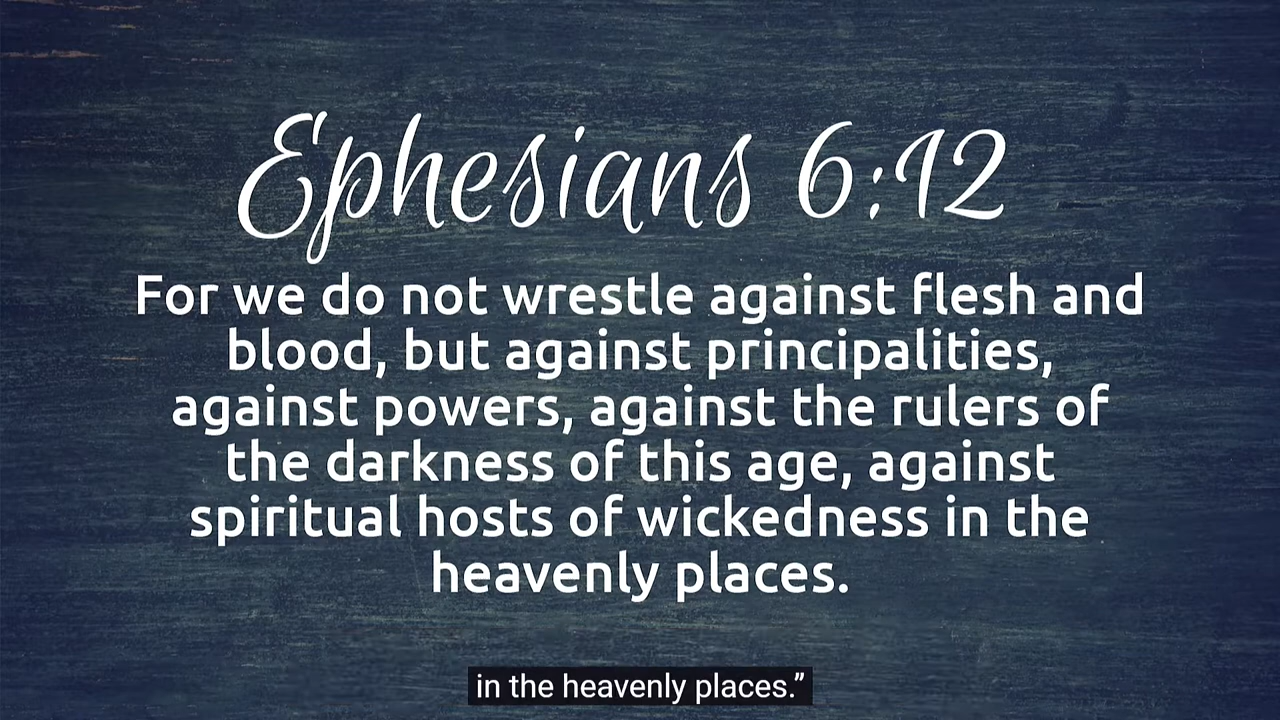 Ephesians 6:12
For we do not wrestle against flesh and
blood, but against principalities,
against powers, against the rulers of
the darkness of this age, against
spiritual hosts of wickedness in the
heavenly places.
in the heavenly places.”